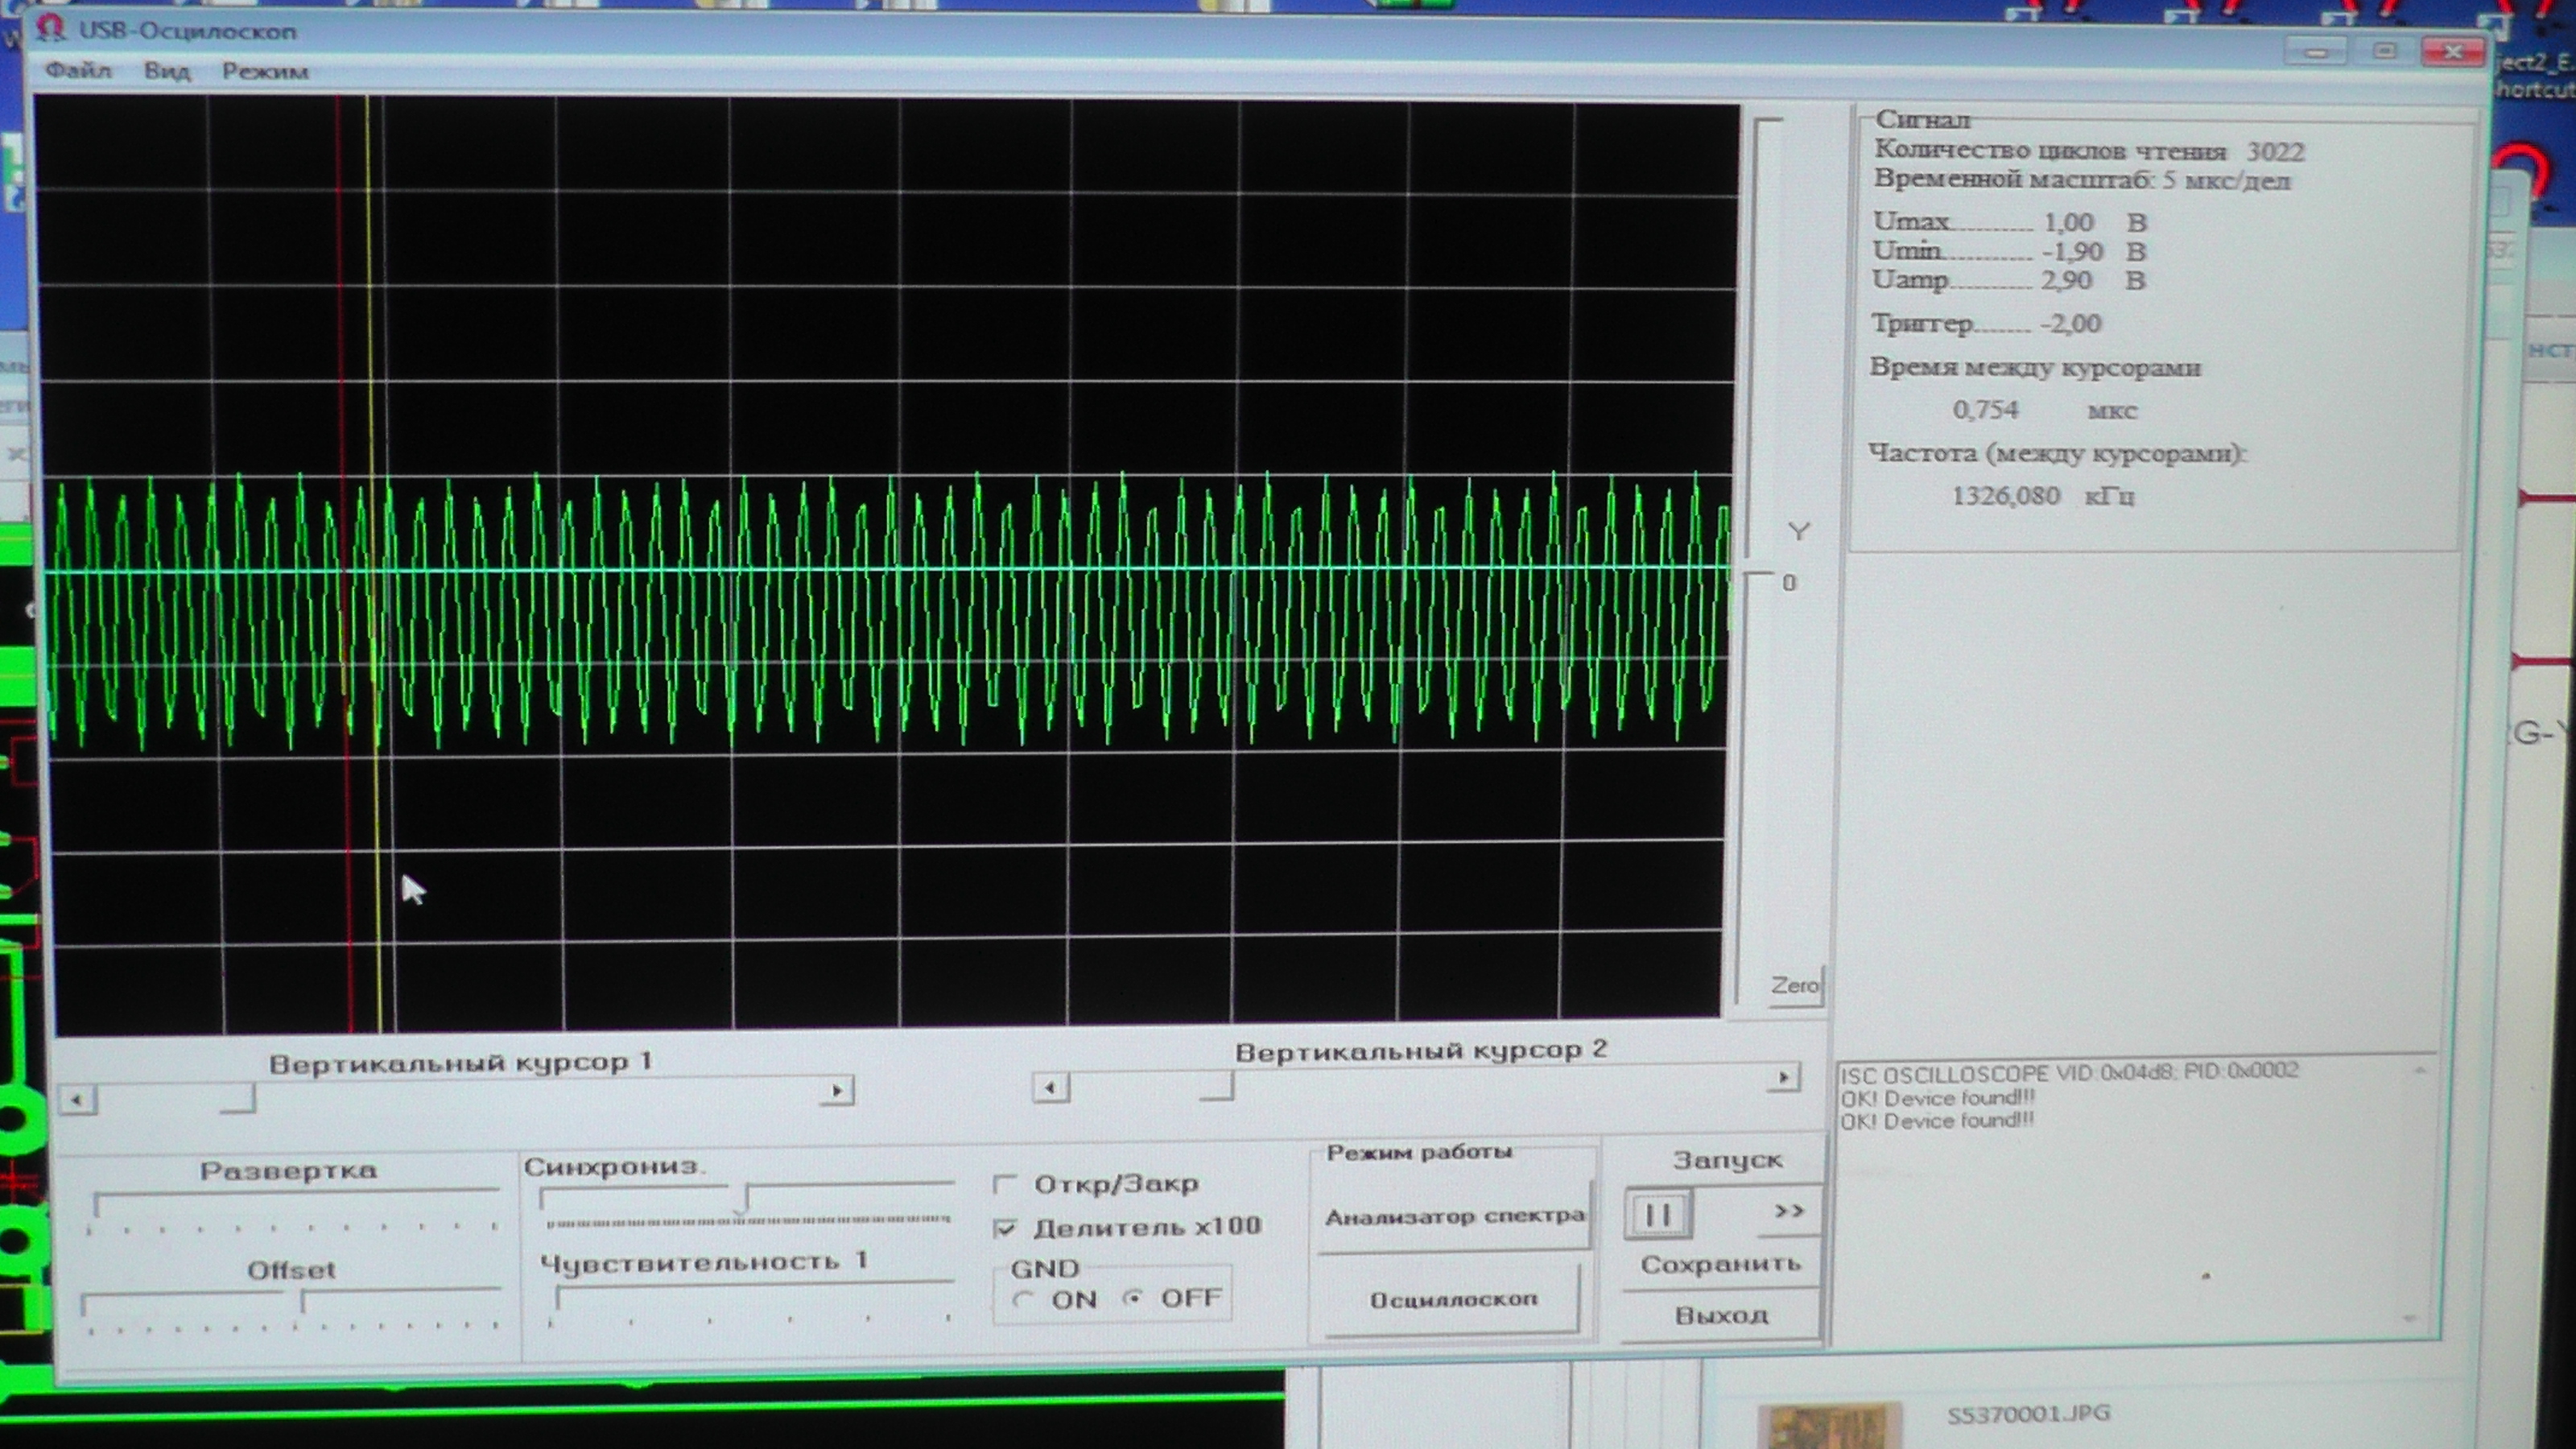 USB-Осцилоскоп
Файл Вид Режим
ject2_E.
hortcut
Сигнал
Количество циклов чтения 3022
Временной масштаб: 5 мкс/дел
Umax............ 1,00 В
Umin............ -1,90 В
Uamp............ 2,90 В
Триггер....... -2,00
Время между курсорами
0,754 мкс
Частота (между курсорами):
1326,080 кГц
Y
0
Zero
G-Y
Вертикальный курсор 1
Вертикальный курсор 2
ISC OSCILLOSCOPE VID:0x04d8; PID:0x0002
OK! Device found!!!
OK! Device found!!!
Развертка
Синхрониз.
Откр/Закр
Делитель x100
Режим работы
Запуск
Анализатор спектра
>>
Offset
Чувствительность 1
GND
ON OFF
Осциллоскоп
Сохранить
Выход
S5370001.JPG